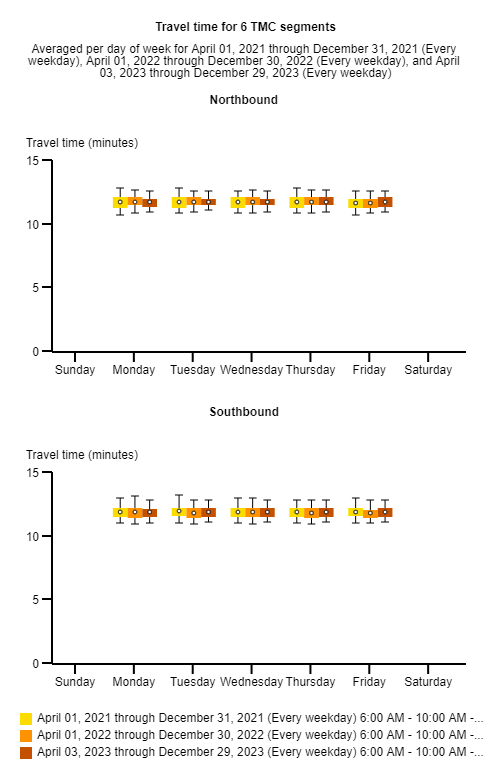 Travel time for 6 TMC segments
Averaged per day of week for April 01, 2021 through December 31, 2021 (Every
weekday), April 01, 2022 through December 30, 2022 (Every weekday), and April
03, 2023 through December 29, 2023 (Every weekday)
Northbound
Travel time (minutes)
15
10
5
0
Sunday Monday Tuesday Wednesday Thursday Friday Saturday
Southbound
Travel time (minutes)
15
10
5
0
Sunday Monday Tuesday Wednesday Thursday Friday Saturday
April 01, 2021 through December 31, 2021 (Every weekday) 6:00 AM - 10:00 AM -...
April 01, 2022 through December 30, 2022 (Every weekday) 6:00 AM - 10:00 AM -...
April 03, 2023 through December 29, 2023 (Every weekday) 6:00 AM - 10:00 AM -...